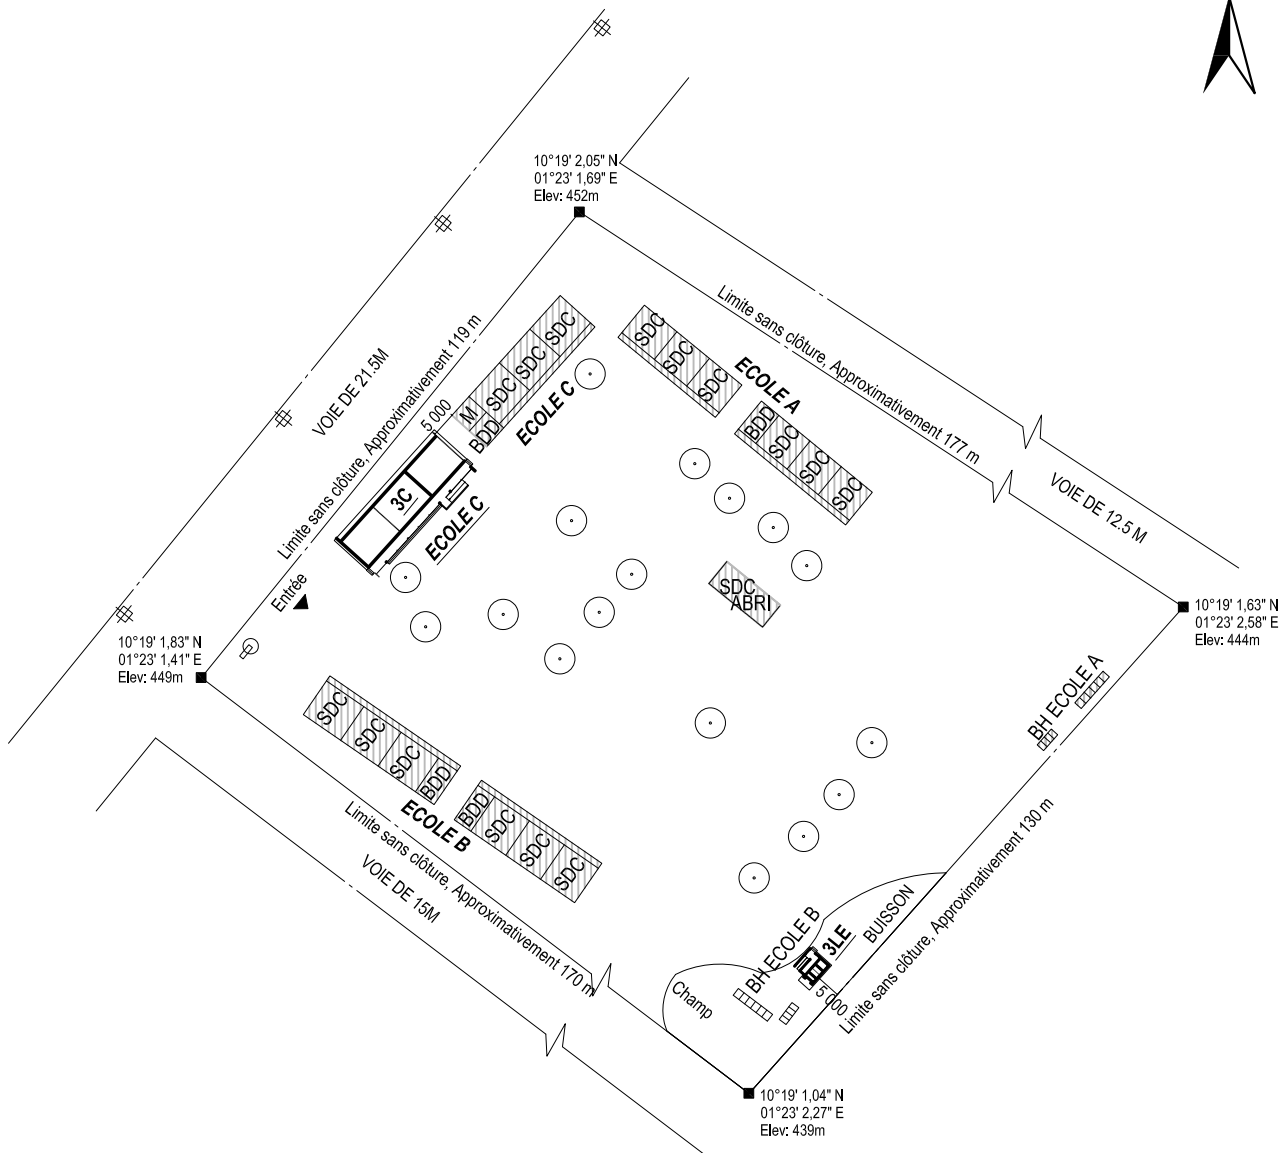 10°19' 2,05" N
01°23' 1,69" E
Elev: 452m
VOIE DE 21.5M
Limite sans clôture, Approximativement 119 m
Limite sans clôture, Approximativement 177 m
VOIE DE 12.5 M
SDC
SDC
SDC
M
BDD
ECOLE C
5 000
SDC
SDC
SDC
ECOLE A
BDD
SDC
SDC
SDC
3C
ECOLE C
Entrée
SDC
ABRI
10°19' 1,63" N
01°23' 2,58" E
Elev: 444m
10°19' 1,83" N
01°23' 1,41" E
Elev: 449m
BH ECOLE A
SDC
SDC
SDC
BDD
ECOLE B
BDD
SDC
SDC
SDC
Limite sans clôture, Approximativement 170 m
VOIE DE 15M
Limite sans clôture, Approximativement 130 m
BUISSON
BH ECOLE B
3LE
5 000
Champ
10°19' 1,04" N
01°23' 2,27" E
Elev: 439m